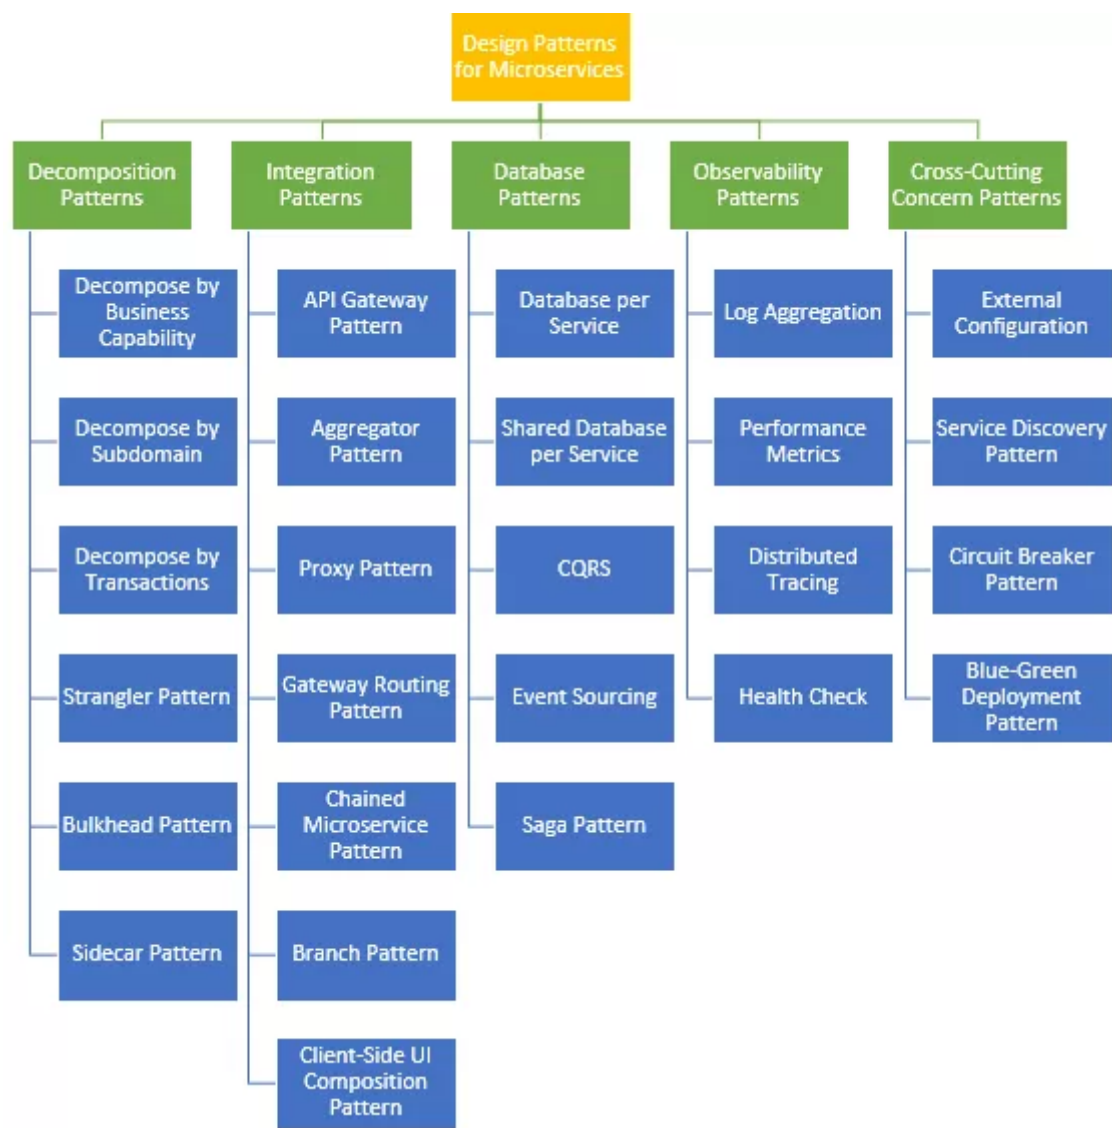 Design Patterns
for Microservices
Decomposition
Patterns
Integration
Patterns
Database
Patterns
Observability
Patterns
Cross-Cutting
Concern Patterns
Decompose by
Business
Capability
Decompose by
Subdomain
Decompose by
Transactions
Strangler Pattern
Bulkhead Pattern
Sidecar Pattern
API Gateway
Pattern
Aggregator
Pattern
Proxy Pattern
Gateway Routing
Pattern
Chained
Microservice
Pattern
Branch Pattern
Client-Side UI
Composition
Pattern
Database per
Service
Shared Database
per Service
CQRS
Event Sourcing
Saga Pattern
Log Aggregation
Performance
Metrics
Distributed
Tracing
Health Check
External
Configuration
Service Discovery
Pattern
Circuit Breaker
Pattern
Blue-Green
Deployment
Pattern